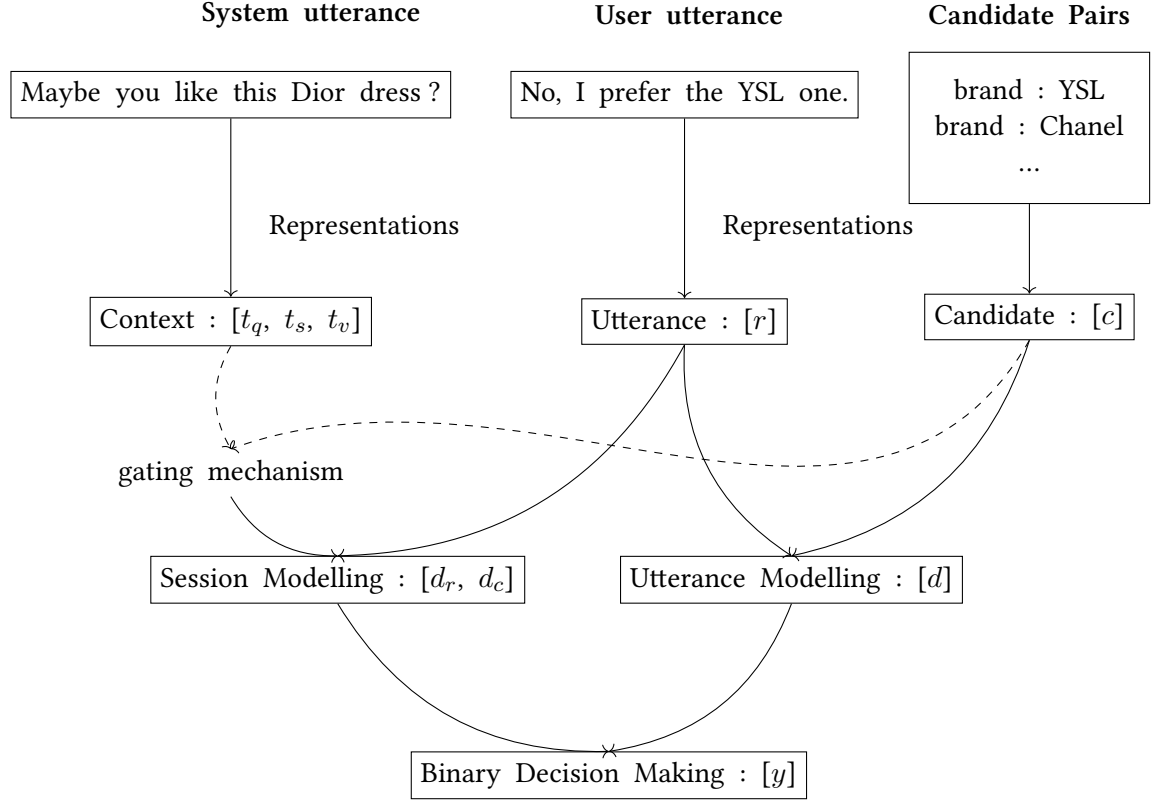 System utterance
User utterance
Candidate Pairs
Maybe you like this Dior dress ?
No, I prefer the YSL one.
brand : YSL
brand : Chanel
...
Representations
Representations
Context : [t_q, t_s, t_v]
Utterance : [r]
Candidate : [c]
gating mechanism
Session Modelling : [d_r, d_c]
Utterance Modelling : [d]
Binary Decision Making : [y]